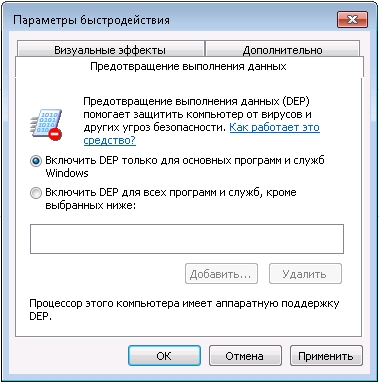 Параметры быстродействия
Визуальные эффекты
Дополнительно
Предотвращение выполнения данных
Предотвращение выполнения данных (DEP)
помогает защитить компьютер от вирусов и
других угроз безопасности. Как работает это
средство?
Включить DEP только для основных программ и служб
Windows
Включить DEP для всех программ и служб, кроме
выбранных ниже:
Добавить...
Удалить
Процессор этого компьютера имеет аппаратную поддержку
DEP.
ОК
Отмена
Применить